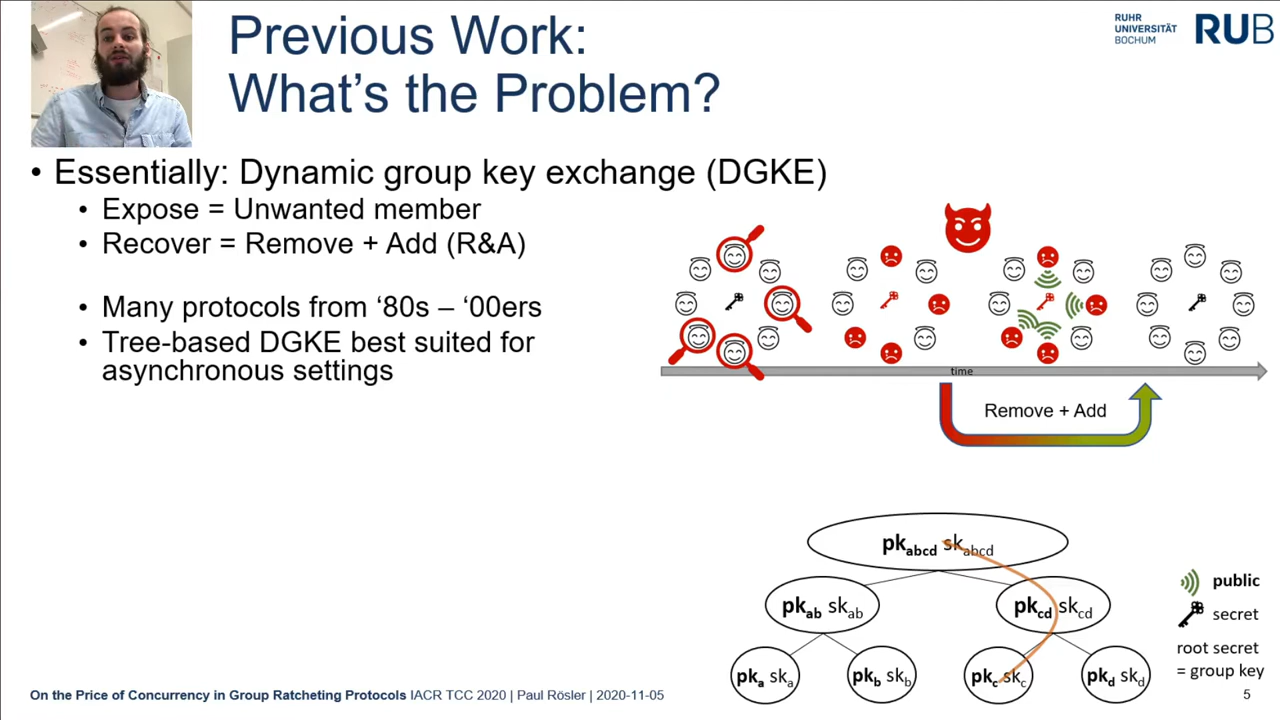 Previous Work:
What's the Problem?
RUHR
UNIVERSITÄT
BOCHUM
RUB
• Essentially: Dynamic group key exchange (DGKE)
• Expose = Unwanted member
• Recover = Remove + Add (R&A)
• Many protocols from ‘80s – ‘00ers
• Tree-based DGKE best suited for
asynchronous settings
time
Remove + Add
pkabcd skabcd
pkab skab
pkcd skcd
pka ska
pkb skb
pkc skc
pkd skd
public
secret
root secret
= group key
On the Price of Concurrency in Group Ratcheting Protocols IACR TCC 2020 | Paul Rösler | 2020-11-05
5